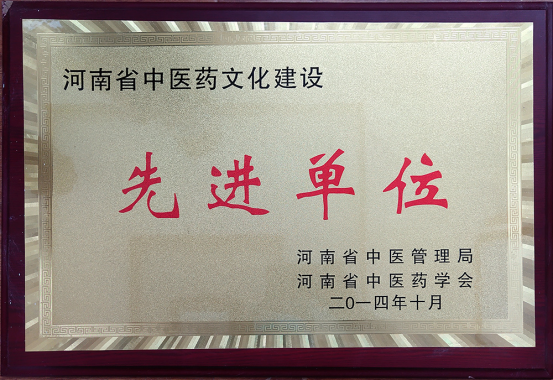 河南省中医药文化建设
先进单位
河南省中医管理局
河南省中医药学会
二0一四年十月